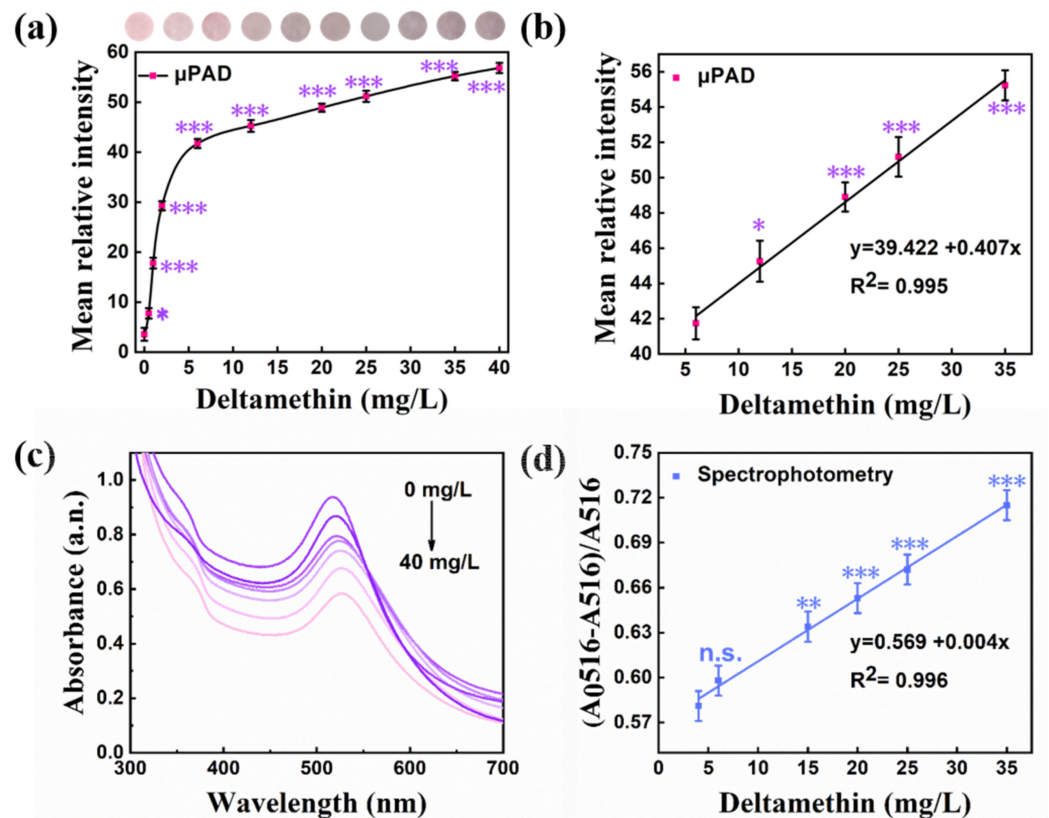 (a)
60
50
40
30
20
10
0
Mean relative intensity
µPAD
*
***
***
***
***
***
***
***
***
0 5 10 15 20 25 30 35 40
Deltamethin (mg/L)
(b)
56
54
52
50
48
46
44
42
40
Mean relative intensity
µPAD
*
***
***
***
y=39.422 +0.407x
R2= 0.995
5 10 15 20 25 30 35
Deltamethin (mg/L)
(c)
1.0
0.8
0.6
0.4
0.2
0.0
Absorbance (a.n.)
0 mg/L
40 mg/L
300 400 500 600 700
Wavelength (nm)
(d)
0.75
0.72
0.69
0.66
0.63
0.60
0.57
(A0516-A516)/A516
Spectrophotometry
n.s.
**
***
***
***
y=0.569 +0.004x
R2= 0.996
0 5 10 15 20 25 30 35
Deltamethin (mg/L)